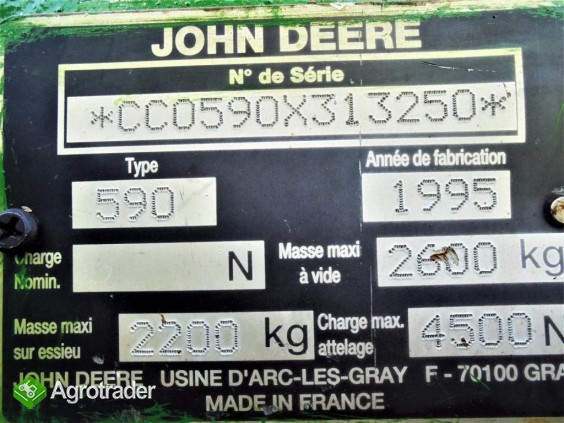 JOHN DEERE
N° de Série
*CC0590X313250*
Type
Année de fabrication
590
1995
Charge Nomin.
N
Masse maxi à vide
2600 kg
Masse maxi sur essieu
2200 kg
Charge max. attelage
4500 N
JOHN DEERE USINE D'ARC-LES-GRAY F - 70100 GRA
MADE IN FRANCE
Agrotrader